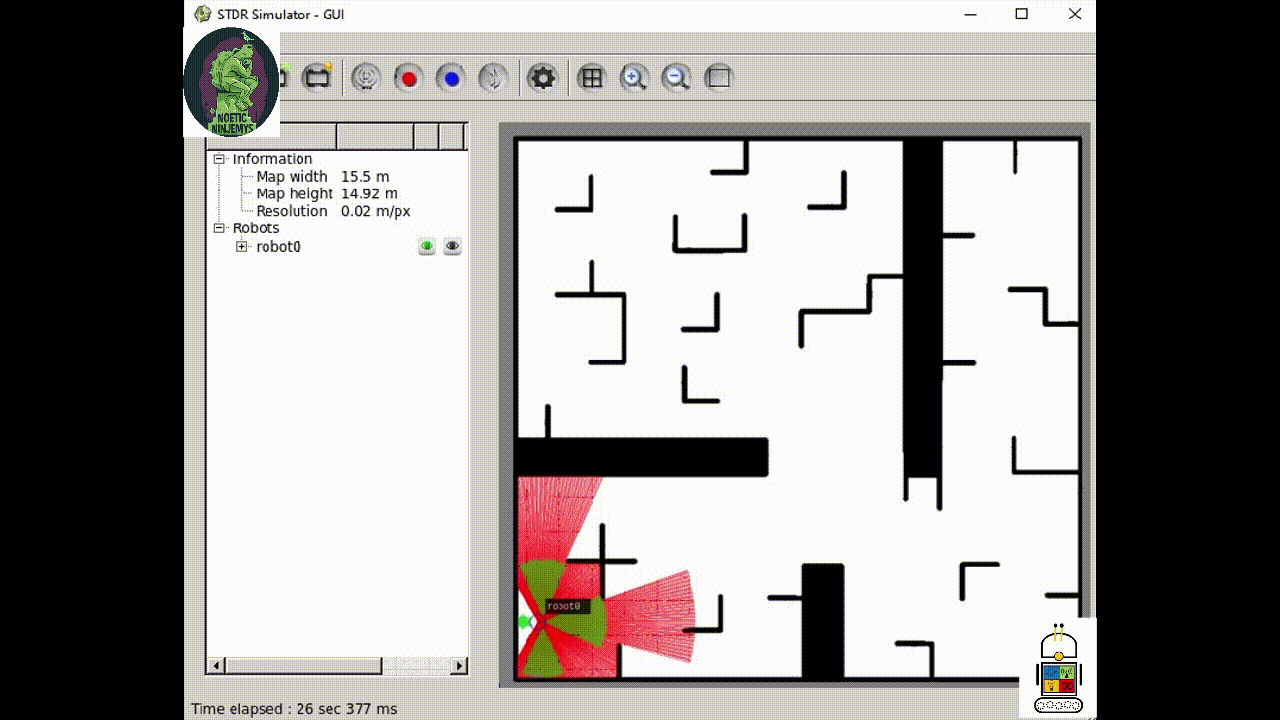 STDR Simulator - GUI
NOETIC
NINJEMYS
Information
Map width 15.5 m
Map height 14.92 m
Resolution 0.02 m/px
Robots
robot0
robot0
Time elapsed : 26 sec 377 ms